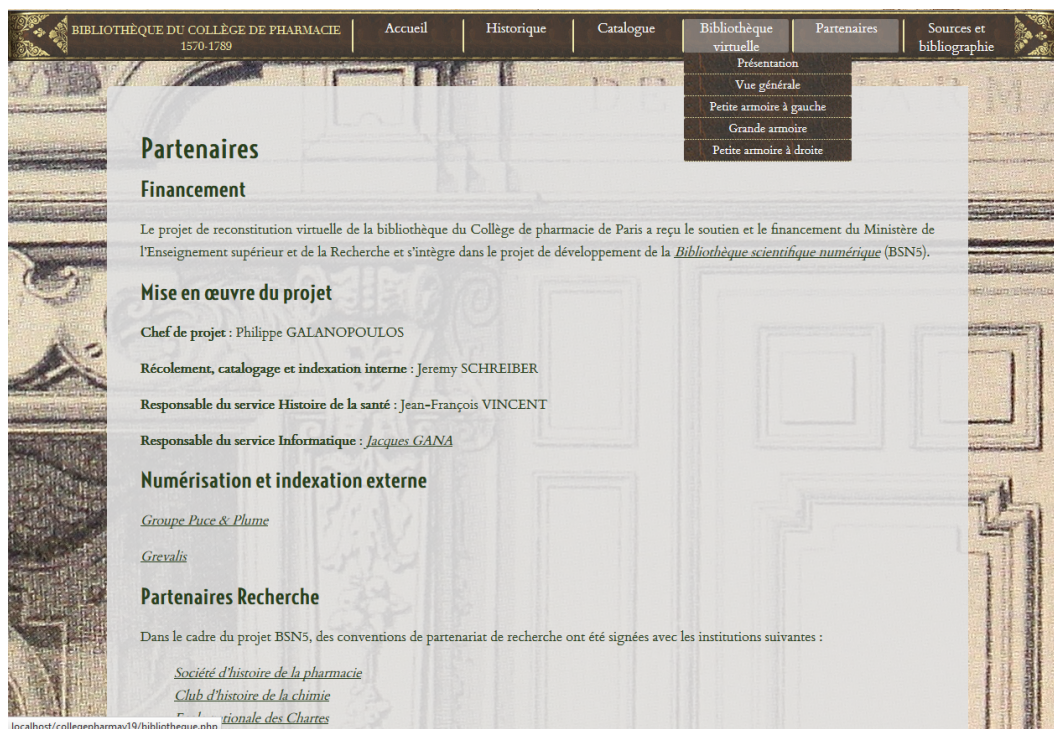 BIBLIOTHÈQUE DU COLLÈGE DE PHARMACIE
1570-1789
Accueil
Historique
Catalogue
Bibliothèque
virtuelle
Partenaires
Sources et
bibliographie
Présentation
Vue générale
Petite armoire à gauche
Grande armoire
Petite armoire à droite
Partenaires
Financement
Le projet de reconstitution virtuelle de la bibliothèque du Collège de pharmacie de Paris a reçu le soutien et le financement du Ministère de
l'Enseignement supérieur et de la Recherche et s'intègre dans le projet de développement de la Bibliothèque scientifique numérique (BSN5).
Mise en œuvre du projet
Chef de projet : Philippe GALANOPOULOS
Récolement, catalogage et indexation interne : Jeremy SCHREIBER
Responsable du service Histoire de la santé : Jean-François VINCENT
Responsable du service Informatique : Jacques GANA
Numérisation et indexation externe
Groupe Puce & Plume
Grevalis
Partenaires Recherche
Dans le cadre du projet BSN5, des conventions de partenariat de recherche ont été signées avec les institutions suivantes :
Société d'histoire de la pharmacie
Club d'histoire de la chimie
des Chartes
localhost/collegepharmav19/bibliotheque.php